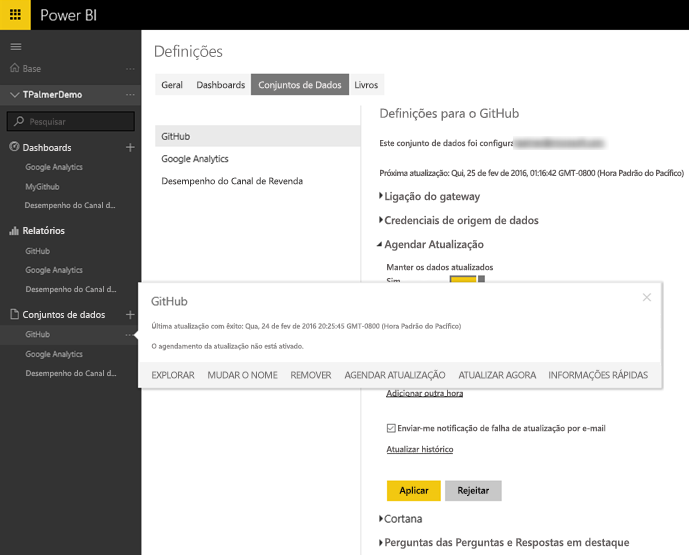 Power BI
Base
TPalmerDemo
Pesquisar
Dashboards
Google Analytics
MyGithub
Desempenho do Canal d...
Relatórios
GitHub
Google Analytics
Desempenho do Canal d...
Conjuntos de dados
GitHub
Google Analytics
Desempenho do Canal d...
Definições
Geral Dashboards Conjuntos de Dados Livros
GitHub
Google Analytics
Desempenho do Canal de Revenda
Definições para o GitHub
Este conjunto de dados foi configura
Próxima atualização: Qui, 25 de fev de 2016, 01:16:42 GMT-0800 (Hora Padrão do Pacífico)
Ligação do gateway
Credenciais de origem de dados
Agendar Atualização
Manter os dados atualizados
Sim
GitHub
Última atualização com êxito: Qua, 24 de fev de 2016 20:25:45 GMT-0800 (Hora Padrão do Pacífico)
O agendamento da atualização não está ativado.
EXPLORAR MUDAR O NOME REMOVER AGENDAR ATUALIZAÇÃO ATUALIZAR AGORA INFORMAÇÕES RÁPIDAS
Adicionar outra hora
Enviar-me notificação de falha de atualização por e-mail
Atualizar histórico
Aplicar Rejeitar
Cortana
Perguntas das Perguntas e Respostas em destaque